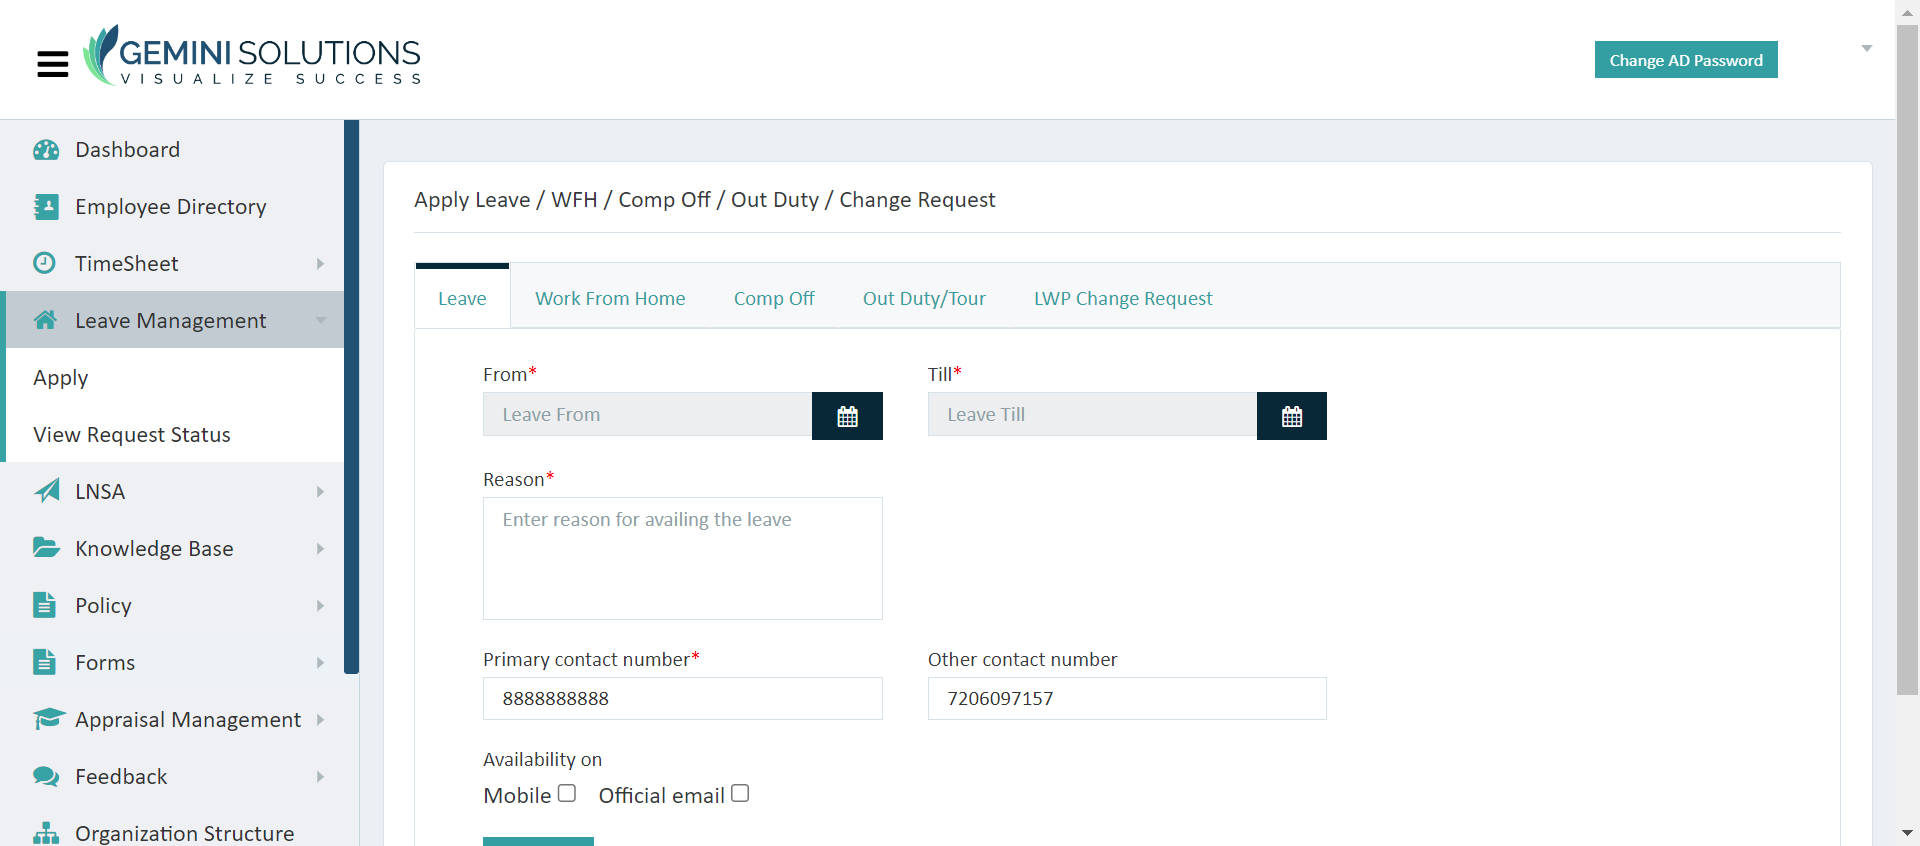 GEMINI SOLUTIONS
VISUALIZE SUCCESS
Change AD Password
Dashboard
Employee Directory
TimeSheet
Leave Management
Apply
View Request Status
LNSA
Knowledge Base
Policy
Forms
Appraisal Management
Feedback
Organization Structure
Apply Leave / WFH / Comp Off / Out Duty / Change Request
Leave Work From Home Comp Off Out Duty/Tour LWP Change Request
From* Till*
Leave From Leave Till
Reason*
Enter reason for availing the leave
Primary contact number* Other contact number
8888888888 7206097157
Availability on
Mobile Official email